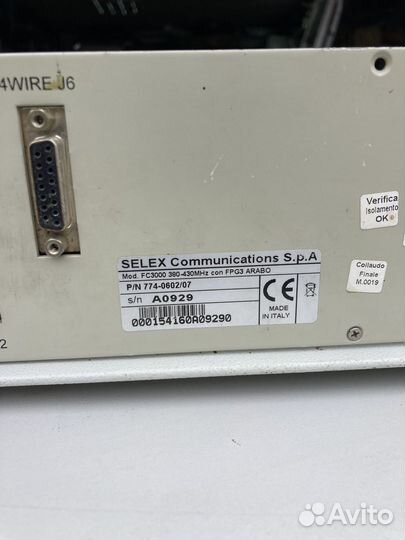 4WIRE J6
Verifica
Isolamento
OK
SELEX Communications S.p.A
Mod. FC3000 380-430MHz con FPG3 ARABO
P/N 774-0602/07
s/n A0929
000154160A09290
CE
MADE
IN ITALY
Collaudo
Finale
M.0019
2
Avito